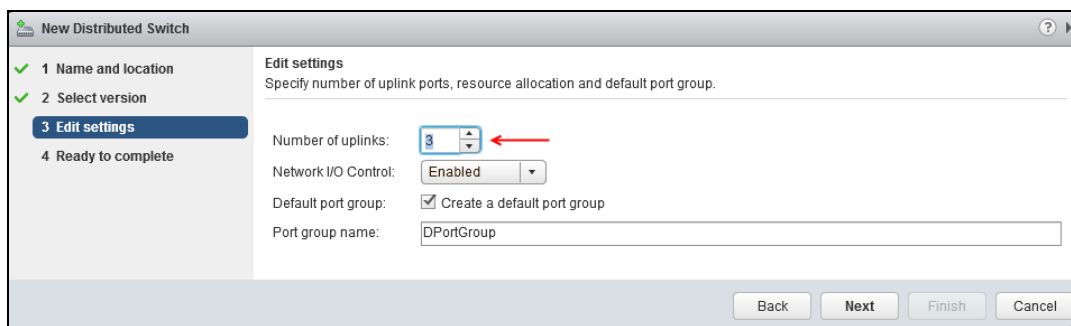 New Distributed Switch ?
1 Name and location
2 Select version
3 Edit settings
4 Ready to complete
Edit settings
Specify number of uplink ports, resource allocation and default port group.
Number of uplinks: 3
Network I/O Control: Enabled
Default port group: Create a default port group
Port group name: DPortGroup
Back Next Finish Cancel